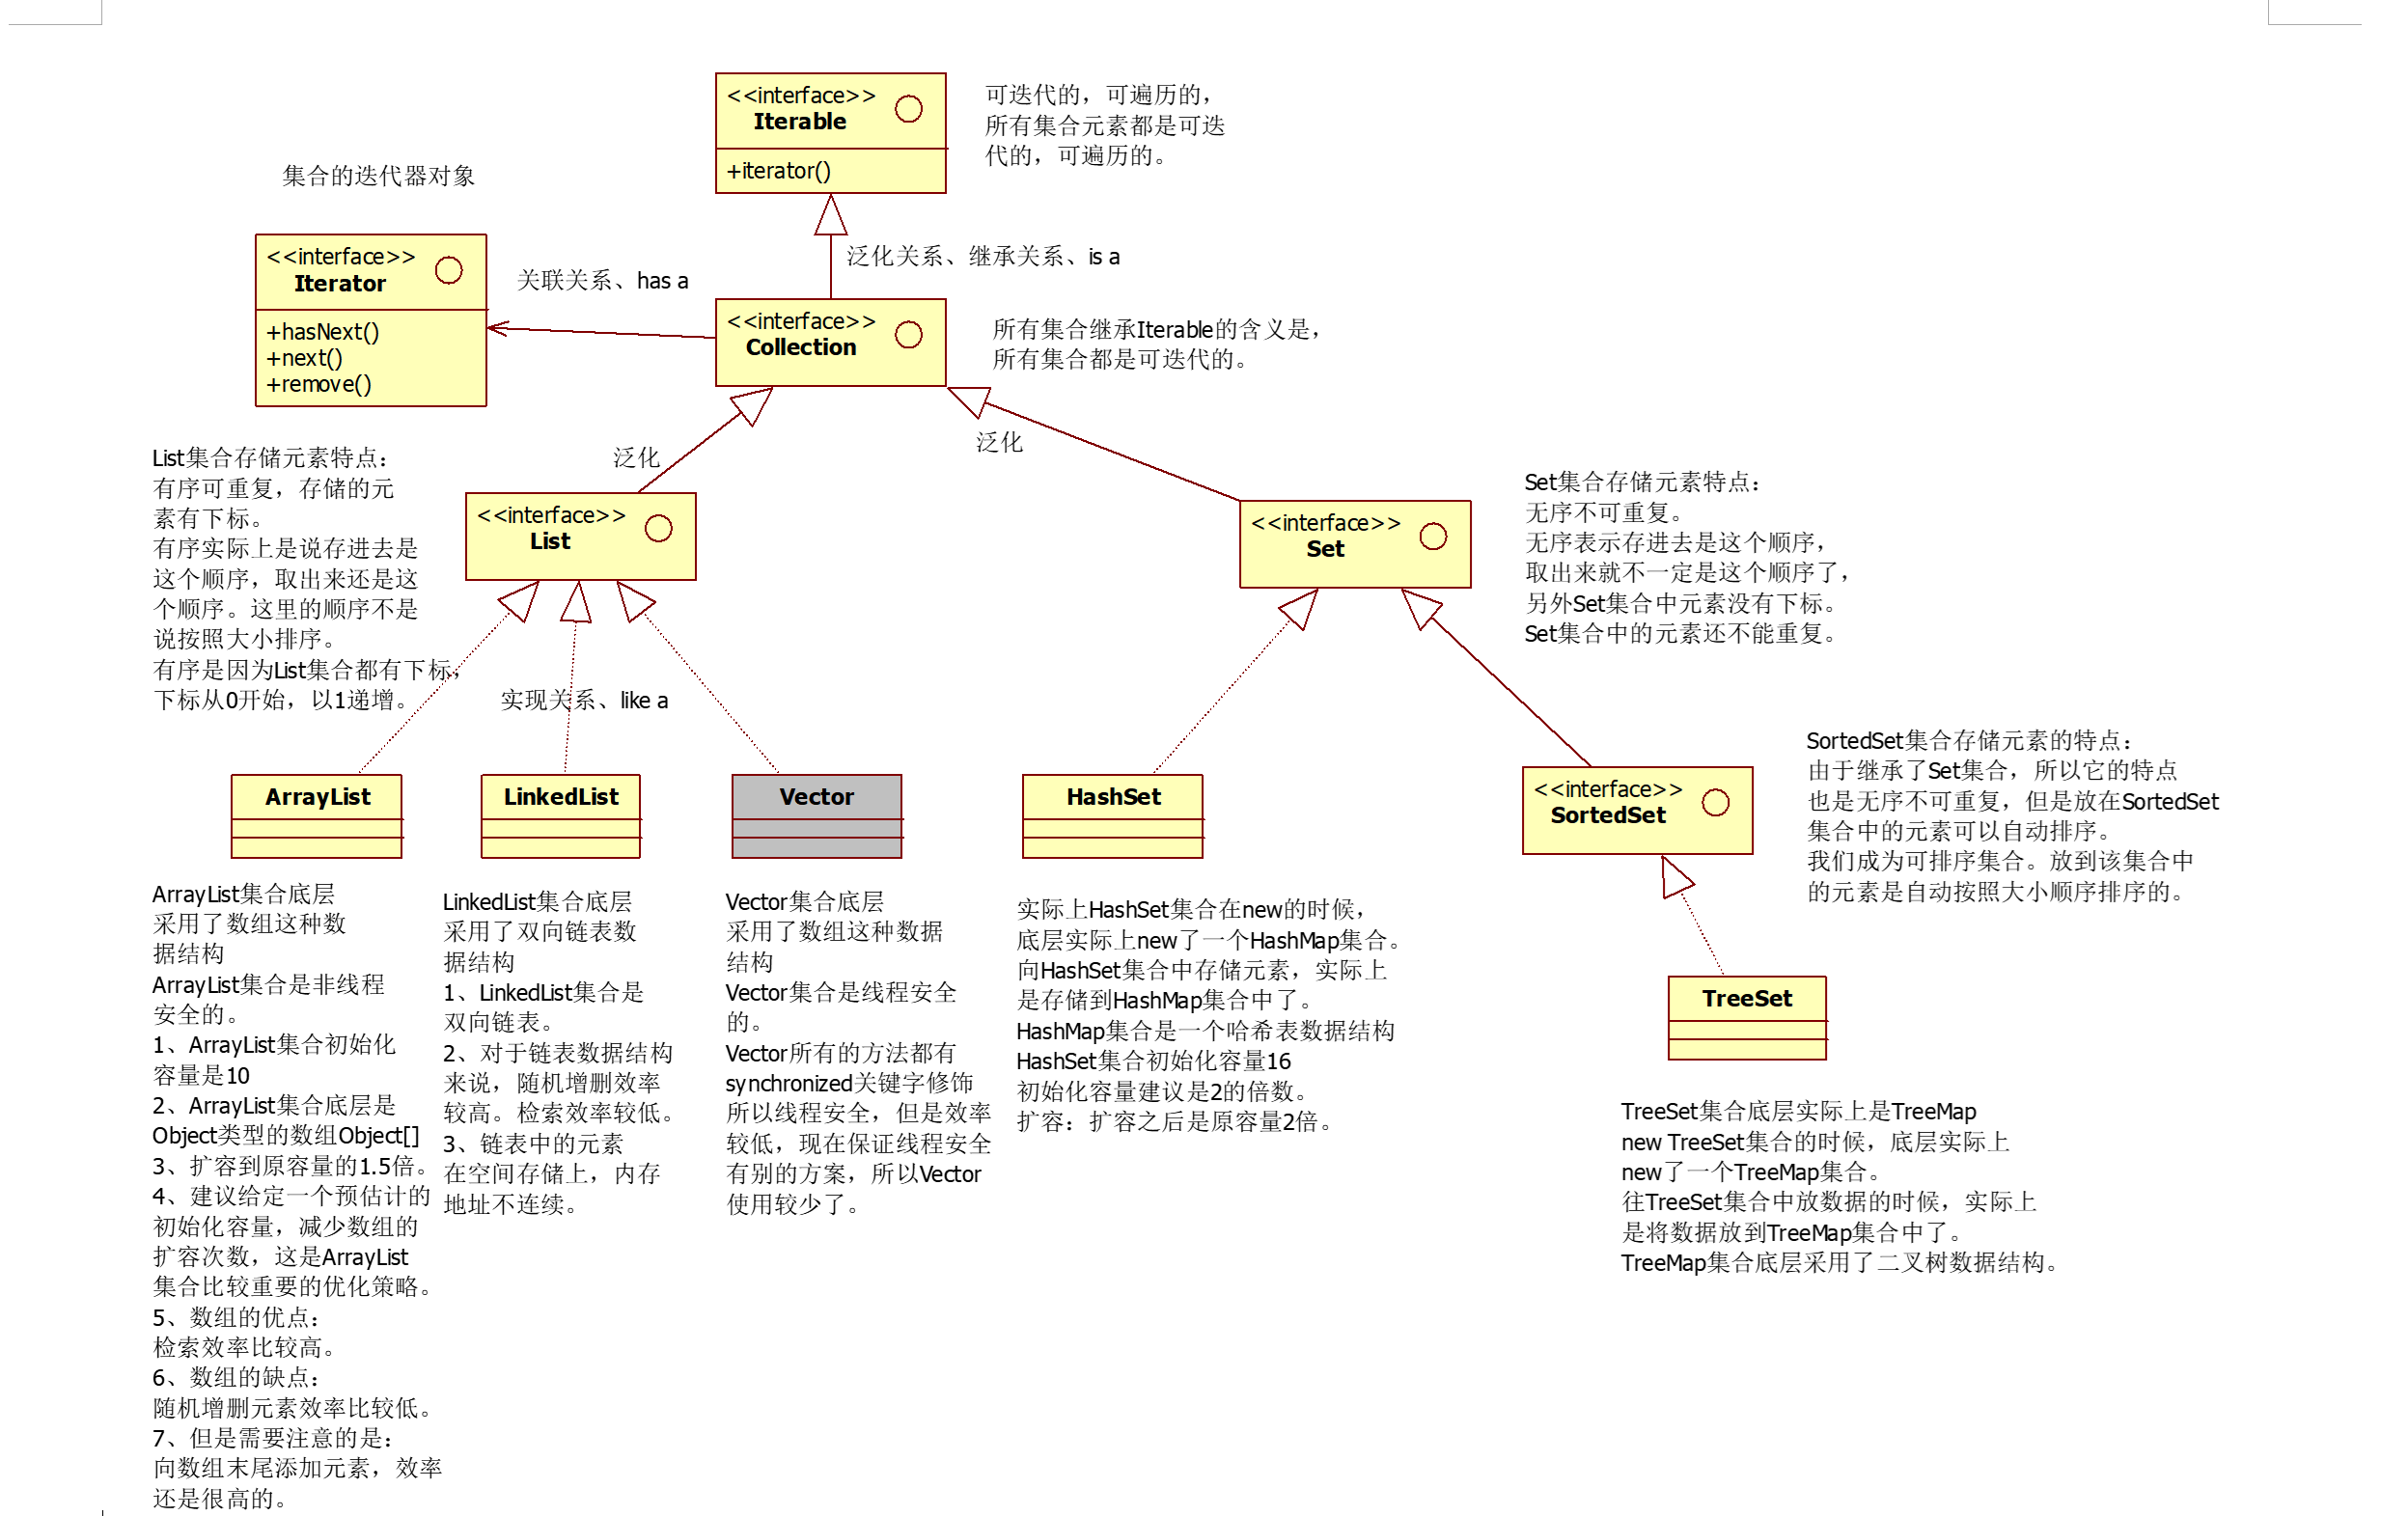 <<interface>>
Iterable
+iterator()
可迭代的，可遍历的，
所有集合元素都是可迭
代的，可遍历的。
集合的迭代器对象
<<interface>>
Iterator
+hasNext()
+next()
+remove()
关联关系、has a
泛化关系、继承关系、is a
<<interface>>
Collection
所有集合继承Iterable的含义是，
所有集合都是可迭代的。
泛化
泛化
List集合存储元素特点：
有序可重复，存储的元
素有下标。
有序实际上是说存进去是
这个顺序，取出来还是这
个顺序。这里的顺序不是
说按照大小排序。
有序是因为List集合都有下标，
下标从0开始，以1递增。
<<interface>>
List
<<interface>>
Set
Set集合存储元素特点：
无序不可重复。
无序表示存进去是这个顺序，
取出来就不一定是这个顺序了，
另外Set集合中元素没有下标。
Set集合中的元素还不能重复。
实现关系、like a
ArrayList
LinkedList
Vector
HashSet
<<interface>>
SortedSet
SortedSet集合存储元素的特点：
由于继承了Set集合，所以它的特点
也是无序不可重复，但是放在SortedSet
集合中的元素可以自动排序。
我们成为可排序集合。放到该集合中
的元素是自动按照大小顺序排序的。
ArrayList集合底层
采用了数组这种数
据结构
ArrayList集合是非线程
安全的。
1、ArrayList集合初始化
容量是10
2、ArrayList集合底层是
Object类型的数组Object[]
3、扩容到原容量的1.5倍。
4、建议给定一个预估计的
初始化容量，减少数组的
扩容次数，这是ArrayList
集合比较重要的优化策略。
5、数组的优点：
检索效率比较高。
6、数组的缺点：
随机增删元素效率比较低。
7、但是需要注意的是：
向数组末尾添加元素，效率
还是很高的。
LinkedList集合底层
采用了双向链表数
据结构
1、LinkedList集合是
双向链表。
2、对于链表数据结构
来说，随机增删效率
较高。检索效率较低。
3、链表中的元素
在空间存储上，内存
地址不连续。
Vector集合底层
采用了数组这种数据
结构
Vector集合是线程安全
的。
Vector所有的方法都有
synchronized关键字修饰
所以线程安全，但是效率
较低，现在保证线程安全
有别的方案，所以Vector
使用较少了。
实际上HashSet集合在new的时候，
底层实际上new了一个HashMap集合。
向HashSet集合中存储元素，实际上
是存储到HashMap集合中了。
HashMap集合是一个哈希表数据结构
HashSet集合初始化容量16
初始化容量建议是2的倍数。
扩容：扩容之后是原容量2倍。
TreeSet
TreeSet集合底层实际上是TreeMap
new TreeSet集合的时候，底层实际上
new了一个TreeMap集合。
往TreeSet集合中放数据的时候，实际上
是将数据放到TreeMap集合中了。
TreeMap集合底层采用了二叉树数据结构。